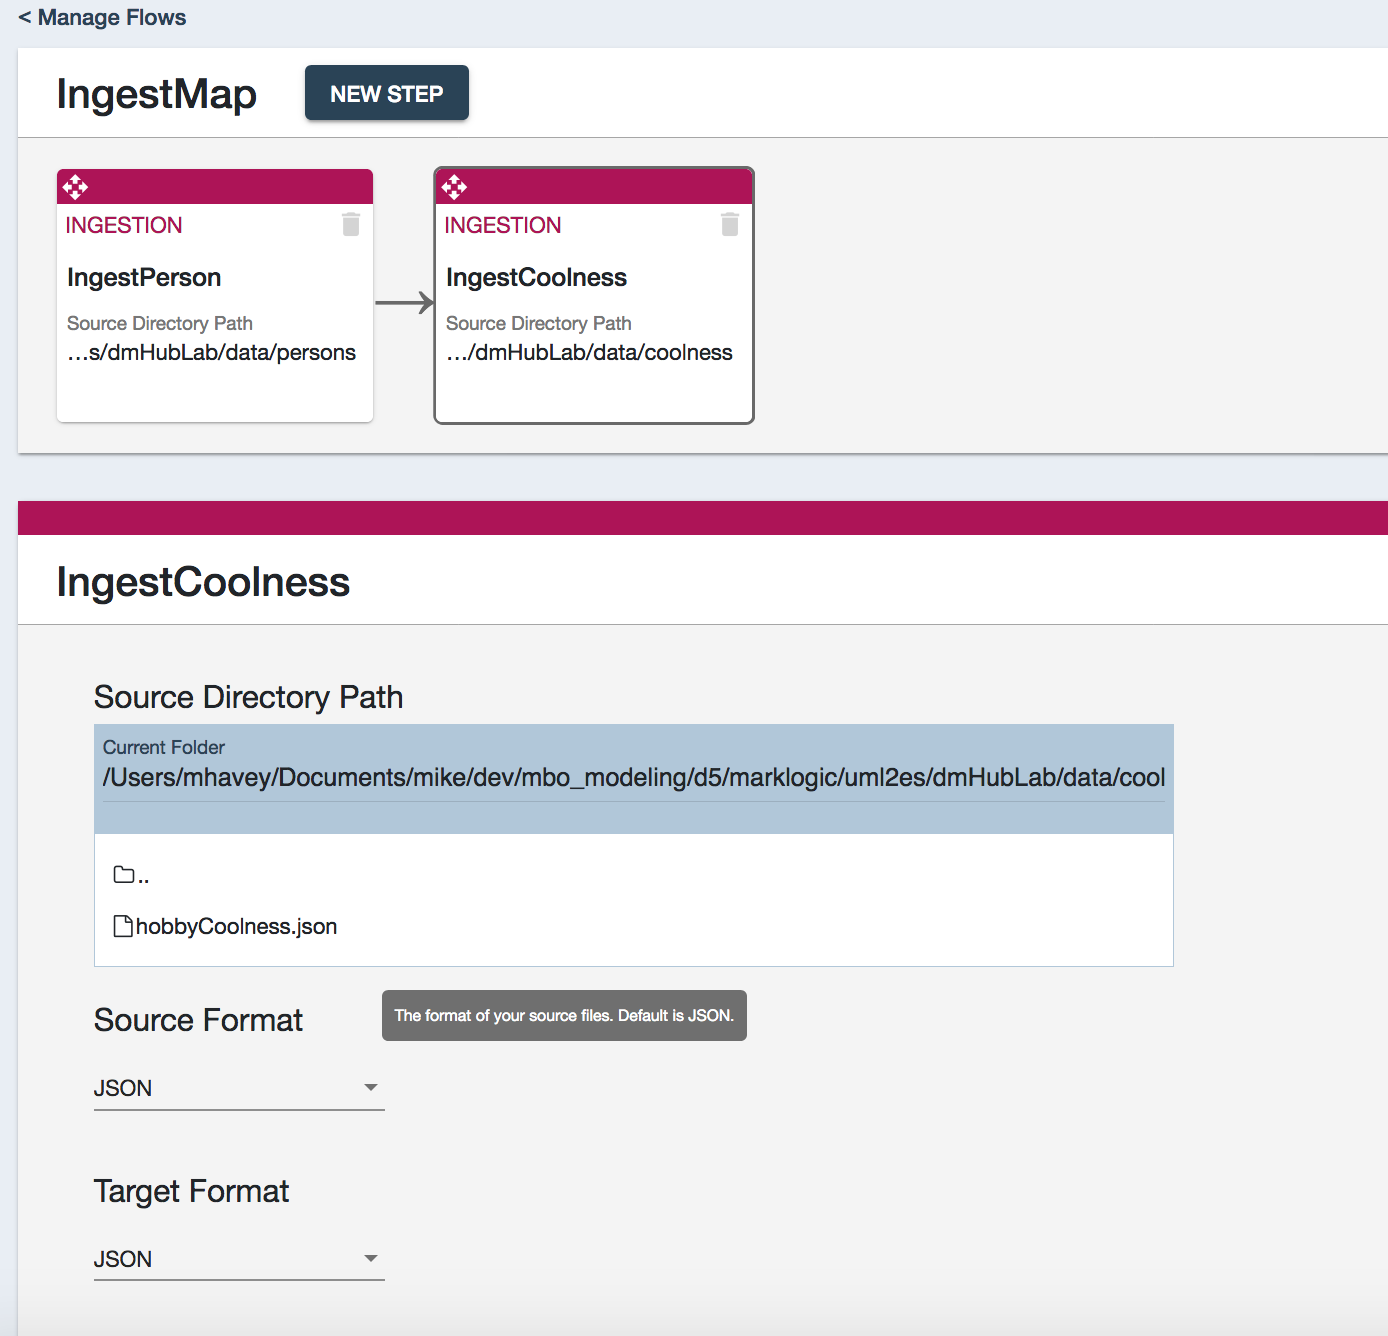 < Manage Flows
IngestMap
NEW STEP
INGESTION
IngestPerson
Source Directory Path
...s/dmHubLab/data/persons
INGESTION
IngestCoolness
Source Directory Path
.../dmHubLab/data/coolness
IngestCoolness
Source Directory Path
Current Folder
/Users/mhavey/Documents/mike/dev/mbo_modeling/d5/marklogic/uml2es/dmHubLab/data/cool
..
hobbyCoolness.json
Source Format
The format of your source files. Default is JSON.
JSON
Target Format
JSON